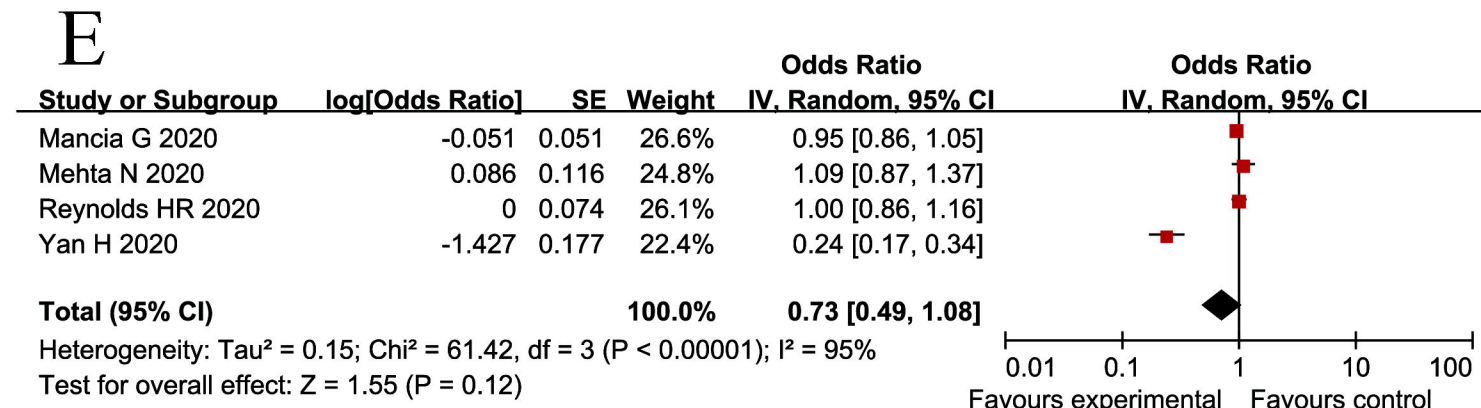 E
Odds Ratio Odds Ratio
Study or Subgroup log[Odds Ratio] SE Weight IV, Random, 95% CI IV, Random, 95% CI
Mancia G 2020 -0.051 0.051 26.6% 0.95 [0.86, 1.05]
Mehta N 2020 0.086 0.116 24.8% 1.09 [0.87, 1.37]
Reynolds HR 2020 0 0.074 26.1% 1.00 [0.86, 1.16]
Yan H 2020 -1.427 0.177 22.4% 0.24 [0.17, 0.34]
Total (95% CI) 100.0% 0.73 [0.49, 1.08]
Heterogeneity: Tau² = 0.15; Chi² = 61.42, df = 3 (P < 0.00001); I² = 95%
Test for overall effect: Z = 1.55 (P = 0.12)
0.01 0.1 1 10 100
Favours experimental Favours control